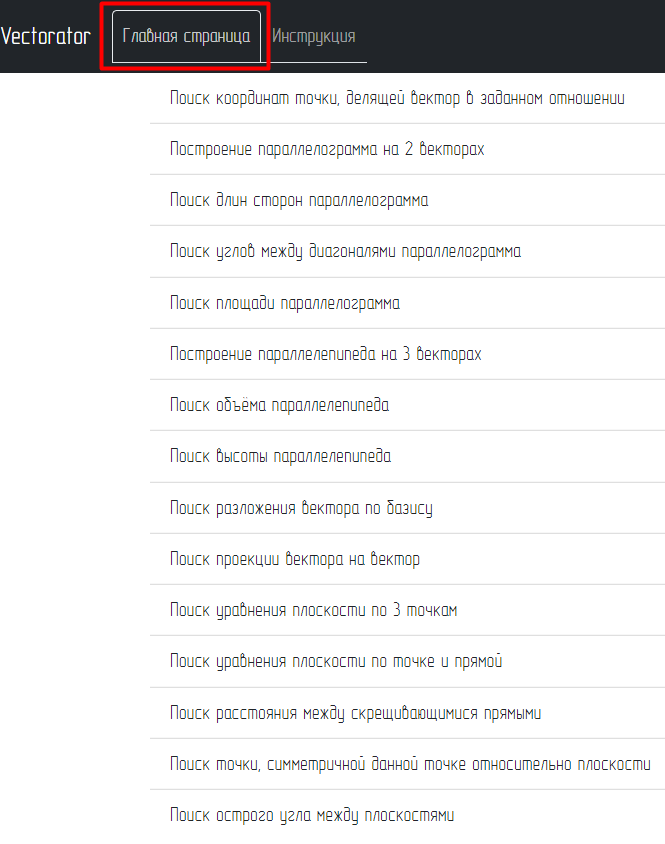 Vectorator Главная страница Инструкция
Поиск координат точки, делящей вектор в заданном отношении
Построение параллелограмма на 2 векторах
Поиск длин сторон параллелограмма
Поиск углов между диагоналями параллелограмма
Поиск площади параллелограмма
Построение параллелепипеда на 3 векторах
Поиск объёма параллелепипеда
Поиск высоты параллелепипеда
Поиск разложения вектора по базису
Поиск проекции вектора на вектор
Поиск уравнения плоскости по 3 точкам
Поиск уравнения плоскости по точке и прямой
Поиск расстояния между скрещивающимися прямыми
Поиск точки, симметричной данной точке относительно плоскости
Поиск острого угла между плоскостями